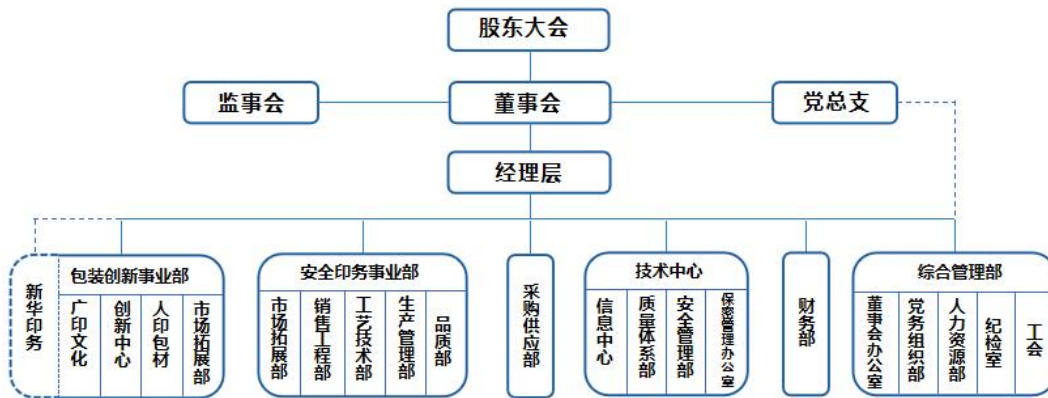 股东大会
监事会
董事会
党总支
经理层
新华印务
包装创新事业部
广印文化
创新中心
人印包材
市场拓展部
安全印务事业部
市场拓展部
销售工程部
工艺技术部
生产管理部
品质部
采购供应部
技术中心
信息中心
质量体系部
安全管理部
保密管理办公室
财务部
综合管理部
董事会办公室
党务组织部
人力资源部
纪检室
工会